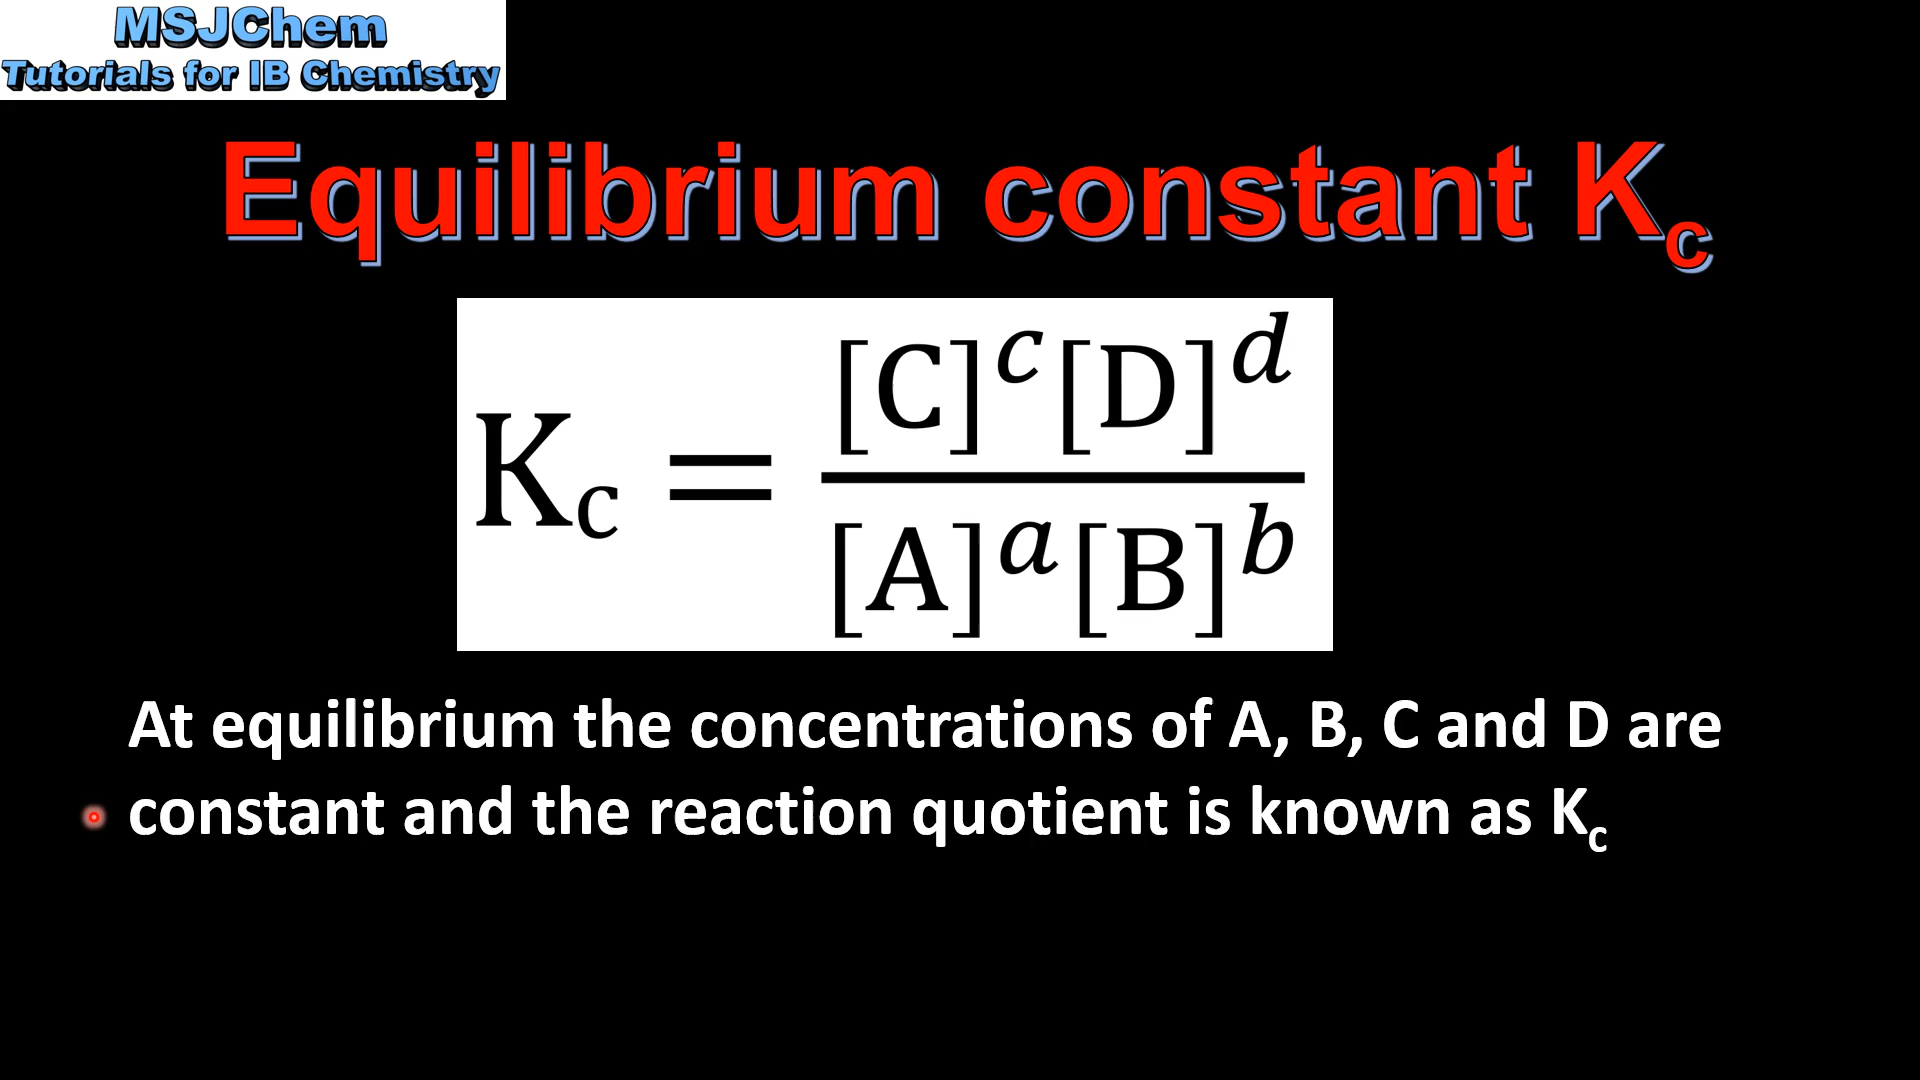 MSJChem
Tutorials for IB Chemistry
Equilibrium constant Kc
Kc = [C]^c[D]^d / [A]^a[B]^b
At equilibrium the concentrations of A, B, C and D are
constant and the reaction quotient is known as Kc